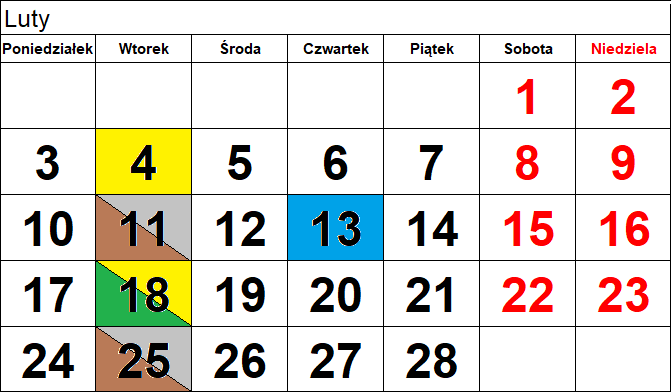 Luty
Poniedziałek Wtorek Środa Czwartek Piątek Sobota Niedziela
1 2
3 4 5 6 7 8 9
10 11 12 13 14 15 16
17 18 19 20 21 22 23
24 25 26 27 28